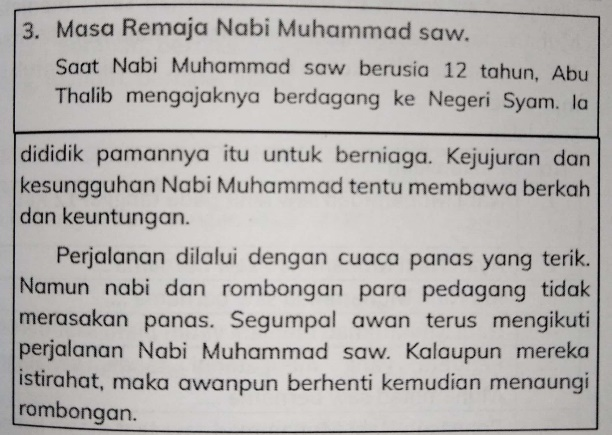 3. Masa Remaja Nabi Muhammad saw.
Saat Nabi Muhammad saw berusia 12 tahun, Abu
Thalib mengajaknya berdagang ke Negeri Syam. Ia
dididik pamannya itu untuk berniaga. Kejujuran dan
kesungguhan Nabi Muhammad tentu membawa berkah
dan keuntungan.
Perjalanan dilalui dengan cuaca panas yang terik.
Namun nabi dan rombongan para pedagang tidak
merasakan panas. Segumpal awan terus mengikuti
perjalanan Nabi Muhammad saw. Kalaupun mereka
istirahat, maka awanpun berhenti kemudian menaungi
rombongan.